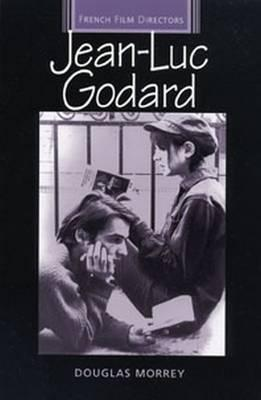 FRENCH FILM DIRECTORS
Jean-Luc
Godard
DOUGLAS MORREY